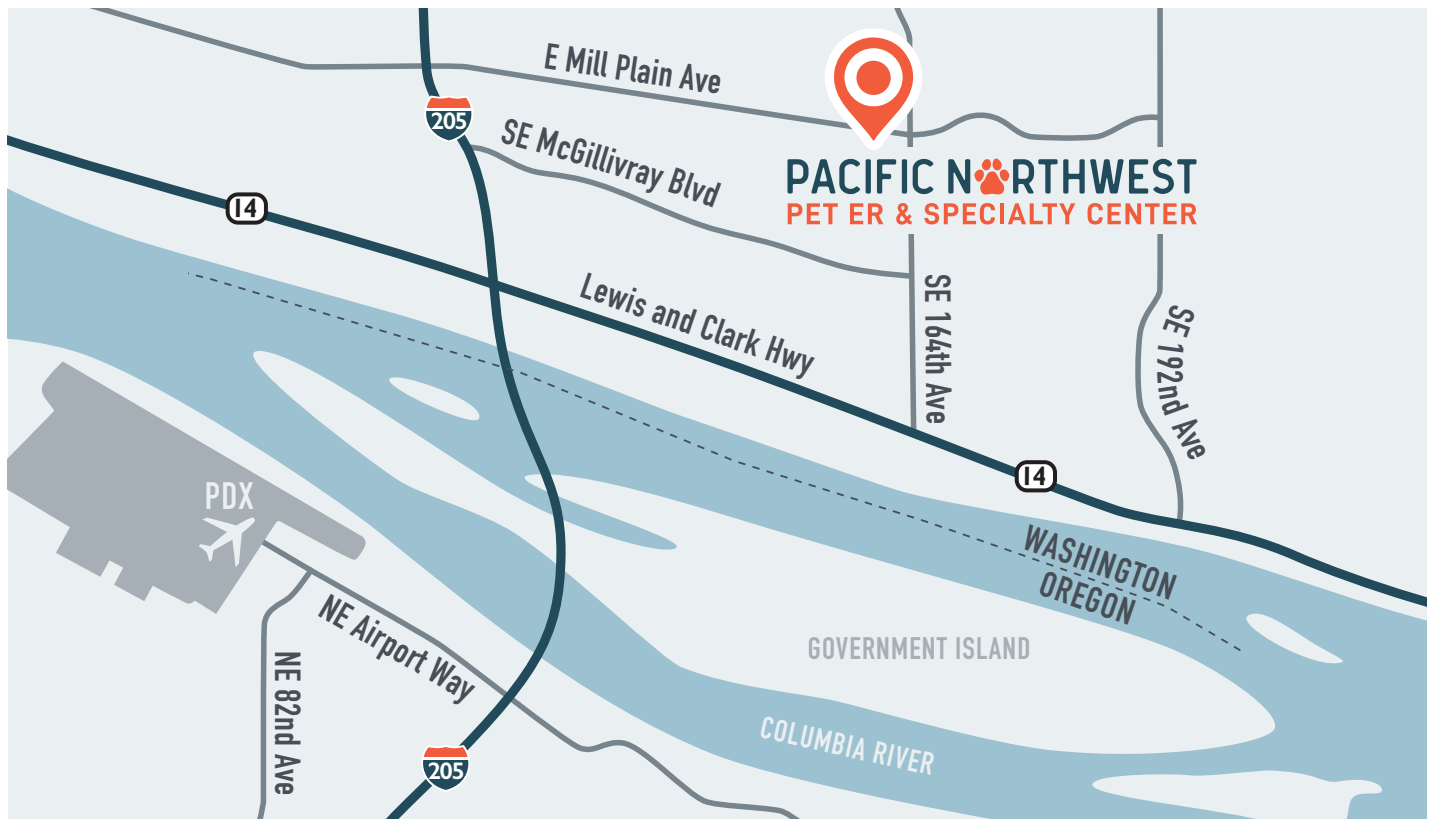 E Mill Plain Ave
205
SE McGillivray Blvd
PACIFIC NORTHWEST
PET ER & SPECIALTY CENTER
14
Lewis and Clark Hwy
SE 164th Ave
SE 192nd Ave
14
PDX
WASHINGTON
OREGON
NE Airport Way
GOVERNMENT ISLAND
NE 82nd Ave
COLUMBIA RIVER
205